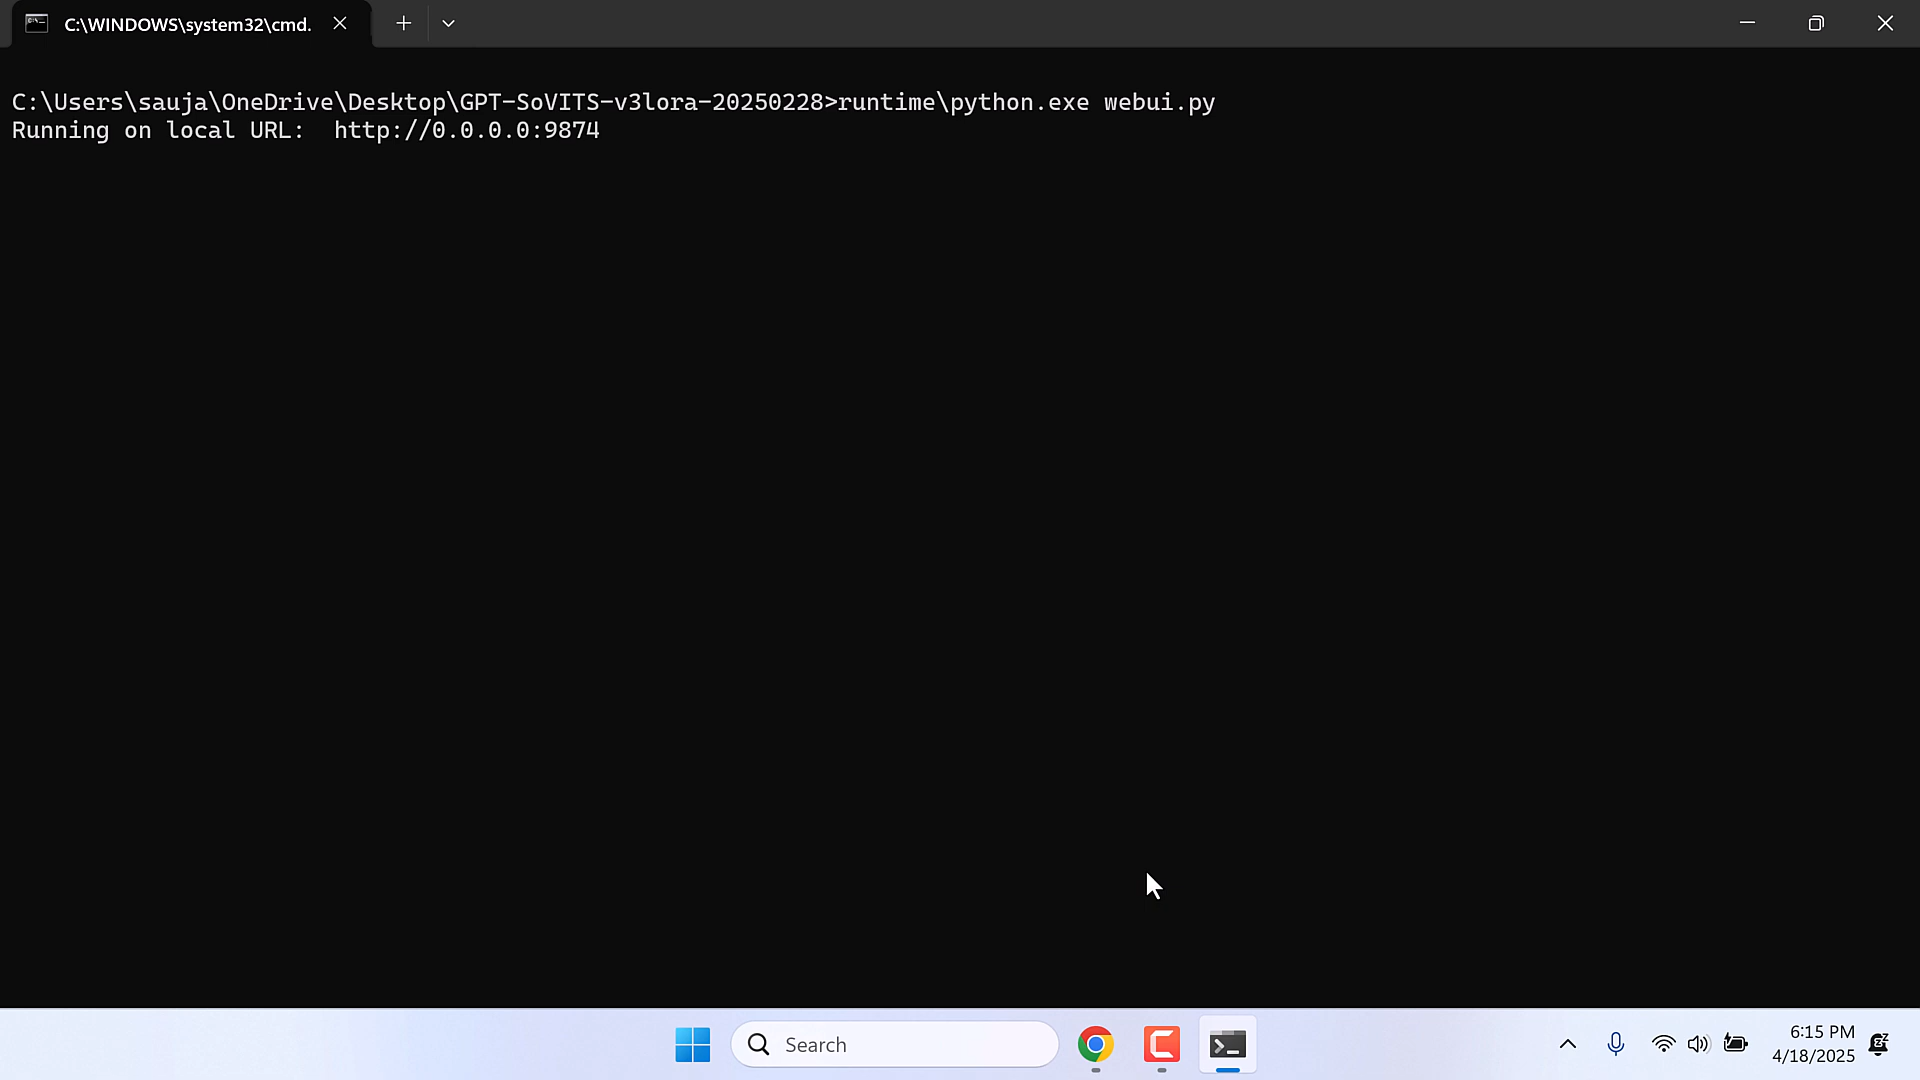 C:\WINDOWS\system32\cmd.
C:\Users\sauja\OneDrive\Desktop\GPT-SoVITS-v3lora-20250228>runtime\python.exe webui.py
Running on local URL:  http://0.0.0.0:9874
Search
6:15 PM
4/18/2025